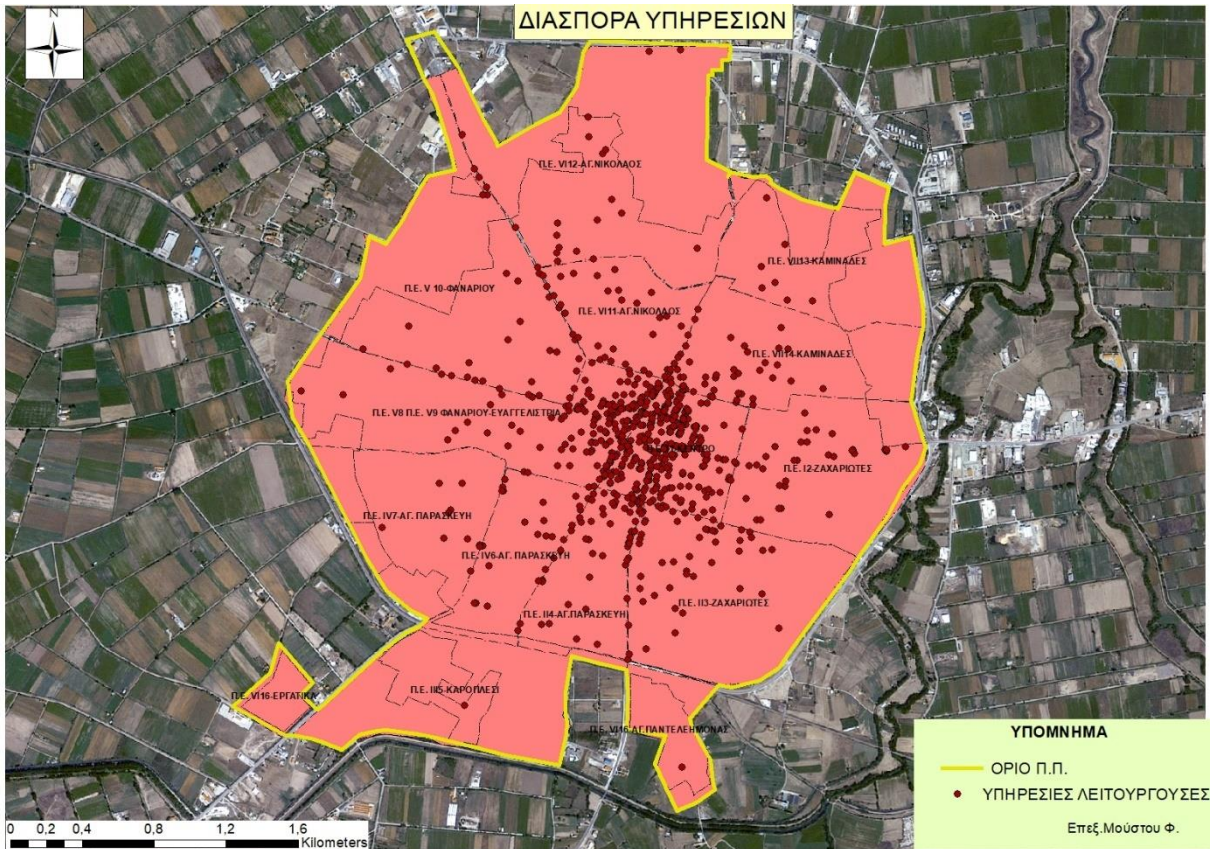 N
ΔΙΑΣΠΟΡΑ ΥΠΗΡΕΣΙΩΝ
Π.Ε. VI12-ΑΓ.ΝΙΚΟΛΑΟΣ
Π.Ε. VII13-ΚΑΜΙΝΑΔΕΣ
Π.Ε. V 10-ΦΑΝΑΡΙΟΥ
Π.Ε. VI11-ΑΓ.ΝΙΚΟΛΑΟΣ
Π.Ε. VII14-ΚΑΜΙΝΑΔΕΣ
Π.Ε. V8 Π.Ε. V9 ΦΑΝΑΡΙΟΥ-ΕΥΑΓΓΕΛΙΣΤΡΙΑ
Π.Ε. I2-ΖΑΧΑΡΙΩΤΕΣ
Π.Ε. IV7-ΑΓ. ΠΑΡΑΣΚΕΥΗ
Π.Ε. IV6-ΑΓ. ΠΑΡΑΣΚΕΥΗ
Π.Ε. II3-ΖΑΧΑΡΙΩΤΕΣ
Π.Ε. II4-ΑΓ.ΠΑΡΑΣΚΕΥΗ
Π.Ε. VI16-ΕΡΓΑΤΙΚΑ
Π.Ε. III5-ΚΑΡΟΠΛΕΣΙ
Π.Ε. VI16-ΑΓ.ΠΑΝΤΕΛΕΗΜΟΝΑΣ
ΥΠΟΜΝΗΜΑ
ΟΡΙΟ Π.Π.
ΥΠΗΡΕΣΙΕΣ ΛΕΙΤΟΥΡΓΟΥΣΕΣ
Επεξ.Μούστου Φ.
0 0,2 0,4 0,8 1,2 1,6
Kilometers